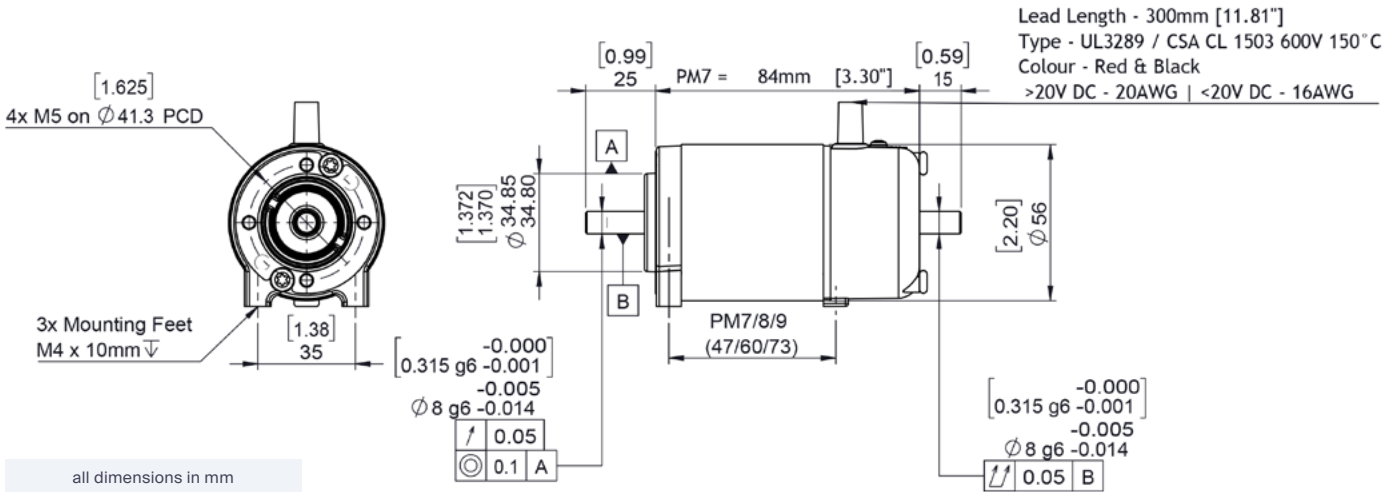 Lead Length - 300mm [11.81"]
Type - UL3289 / CSA CL 1503 600V 150°C
Colour - Red & Black
>20V DC - 20AWG | <20V DC - 16AWG
[0.99]
25
PM7 = 84mm [3.30"]
[0.59]
15
[1.625]
4x M5 on ∅ 41.3 PCD
A
[1.372]
[1.370]
∅ 34.85
34.80
B
[2.20]
∅ 56
3x Mounting Feet
M4 x 10mm ↧
[1.38]
35
PM7/8/9
(47/60/73)
[0.315 g6 -0.000
-0.001]
∅ 8 g6 -0.005
-0.014
↗ 0.05
◎ 0.1 A
[0.315 g6 -0.000
-0.001]
∅ 8 g6 -0.005
-0.014
⌰ 0.05 B
all dimensions in mm